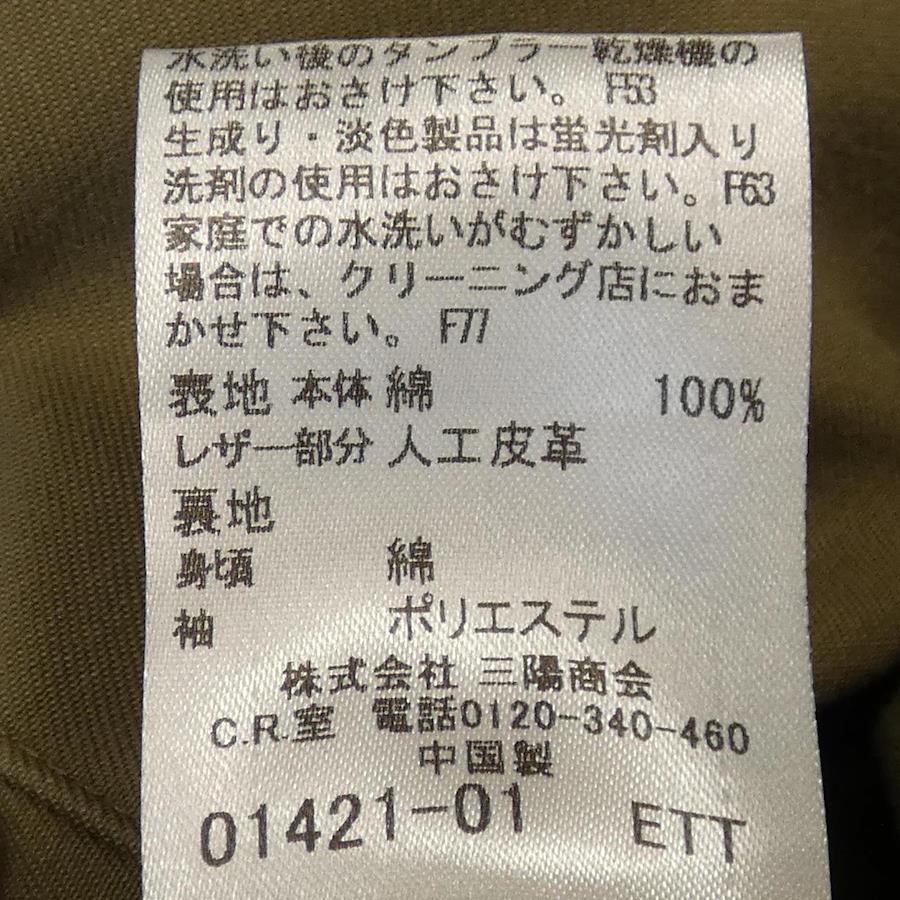 水洗い後のタンブラー乾燥機の
使用はおさけ下さい。 F53
生成り・淡色製品は蛍光剤入り
洗剤の使用はおさけ下さい。F63
家庭での水洗いがむずかしい
場合は、クリーニング店におま
かせ下さい。 F77
表地 本体 綿 100%
レザー部分 人工皮革
裏地
身頃 綿
袖 ポリエステル
株式会社 三陽商会
C.R.室 電話0120-340-460
中国製
01421-01 ETT